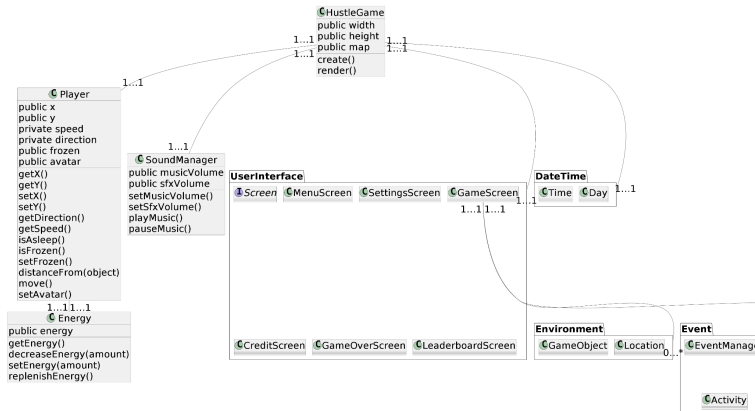 HustleGame
public width
public height
public map
create()
render()
1...1
1...1
1...1
1...1
1...1
Player
public x
public y
private speed
private direction
public frozen
public avatar
getX()
getY()
setX()
setY()
getDirection()
getSpeed()
isAsleep()
isFrozen()
setFrozen()
distanceFrom(object)
move()
setAvatar()
1...1
SoundManager
public musicVolume
public sfxVolume
setMusicVolume()
setSfxVolume()
playMusic()
pauseMusic()
UserInterface
Screen
MenuScreen
SettingsScreen
GameScreen
1...1
1...1
1...1
CreditScreen
GameOverScreen
LeaderboardScreen
DateTime
Time
Day
1...1
1...1
1...1
Energy
public energy
getEnergy()
decreaseEnergy(amount)
setEnergy(amount)
replenishEnergy()
Environment
GameObject
Location
0...*
Event
EventManage
Activity